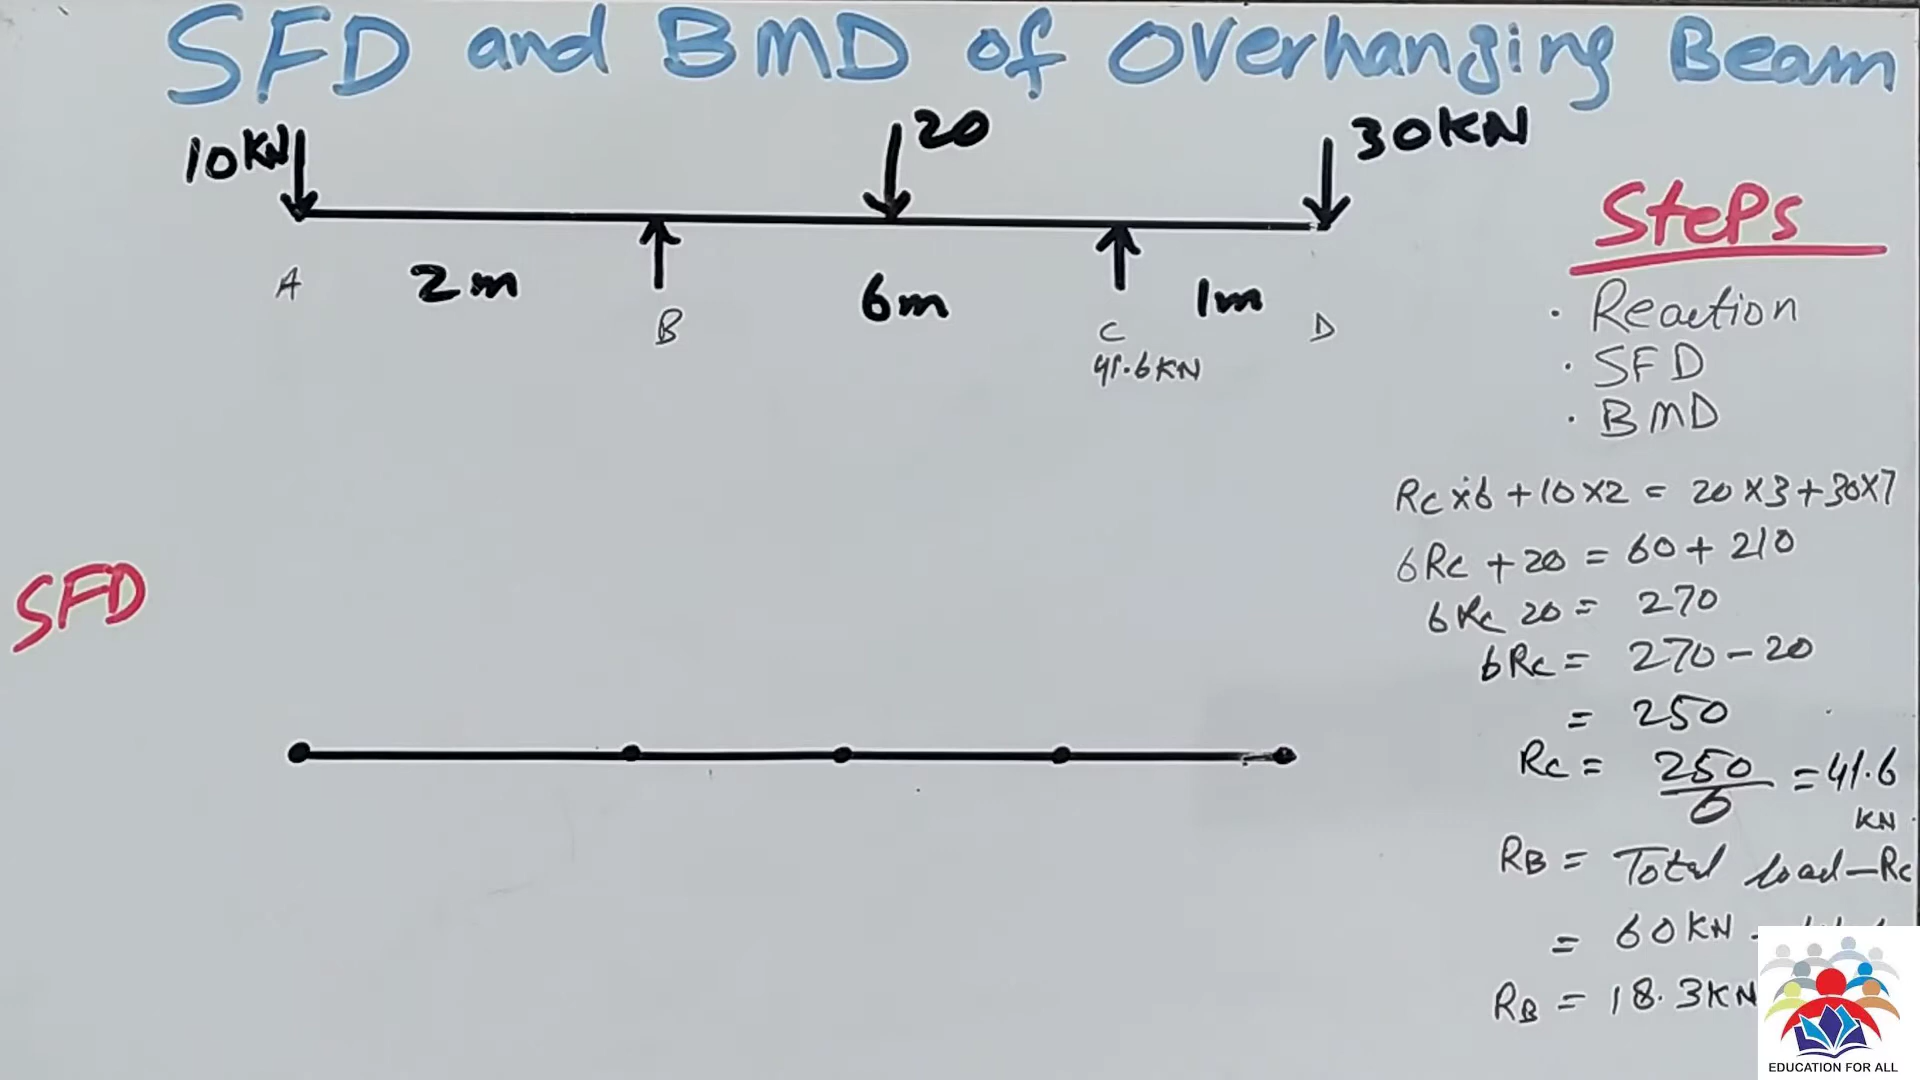 SFD and BMD of Overhanging Beam
10KN
20
30KN
A
2m
B
6m
C
1m
D
41.6KN
Steps
· Reaction
· SFD
· BMD
Rc×6 + 10×2 = 20×3+30×7
6Rc + 20 = 60 + 210
6Rc 20 = 270
6Rc = 270 - 20
= 250
Rc = 250/6 = 41.6
KN
RB = Total load - Rc
= 60KN -
RB = 18.3KN
SFD
EDUCATION FOR ALL